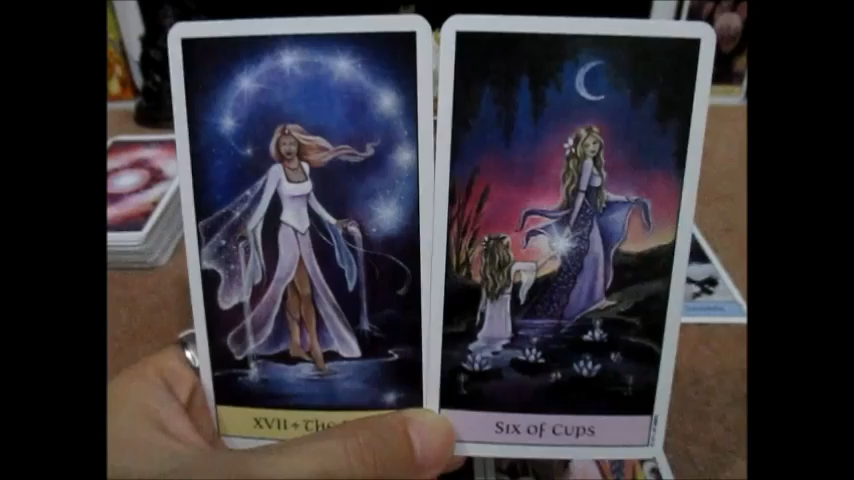 XVII ✦ The
Six of Cups